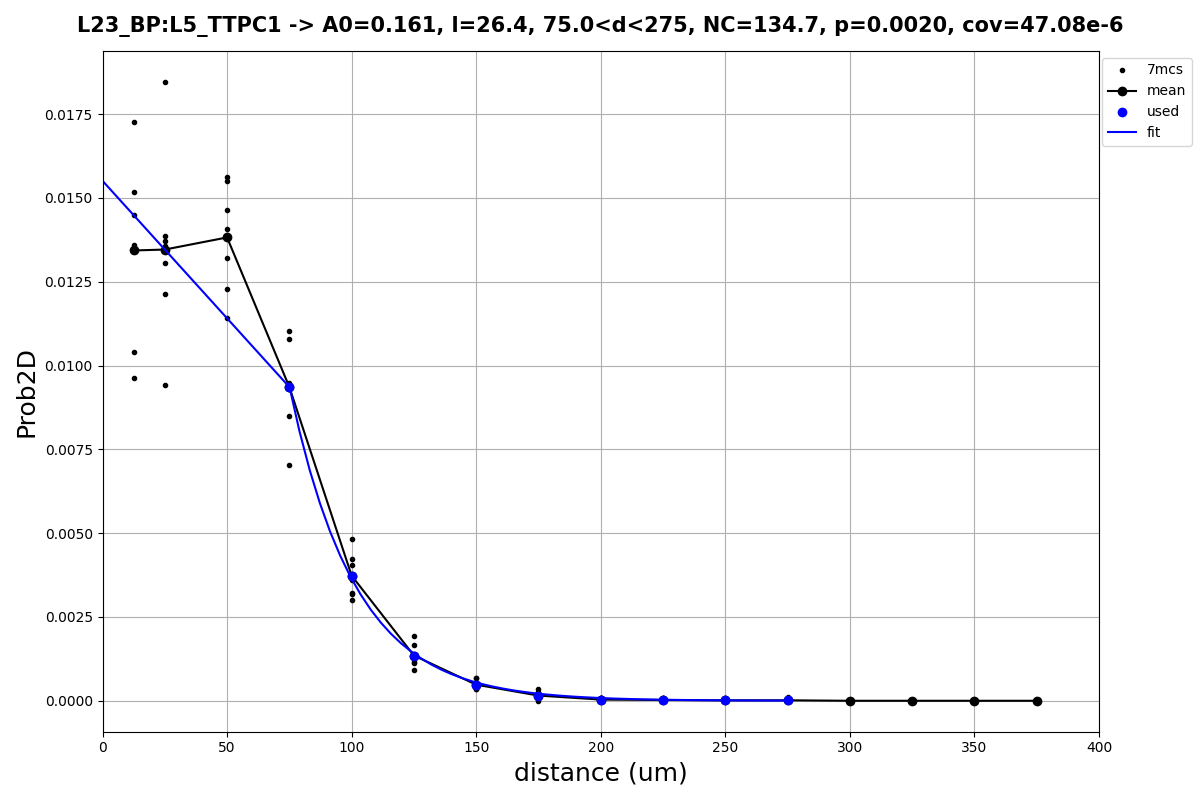 L23_BP:L5_TTPC1 -> A0=0.161, l=26.4, 75.0<d<275, NC=134.7, p=0.0020, cov=47.08e-6
7mcs
mean
used
fit
Prob2D
0.0175
0.0150
0.0125
0.0100
0.0075
0.0050
0.0025
0.0000
0 50 100 150 200 250 300 350 400
distance (um)